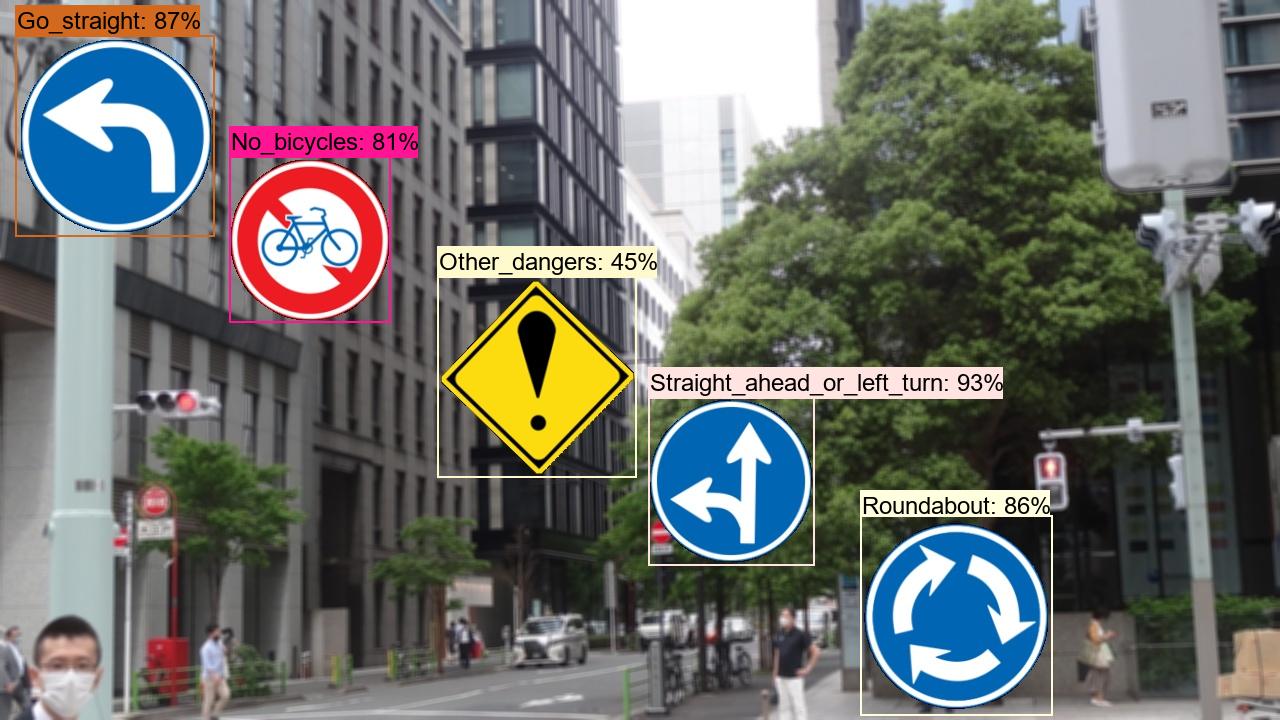 Go_straight: 87%
No_bicycles: 81%
Other_dangers: 45%
Straight_ahead_or_left_turn: 93%
Roundabout: 86%